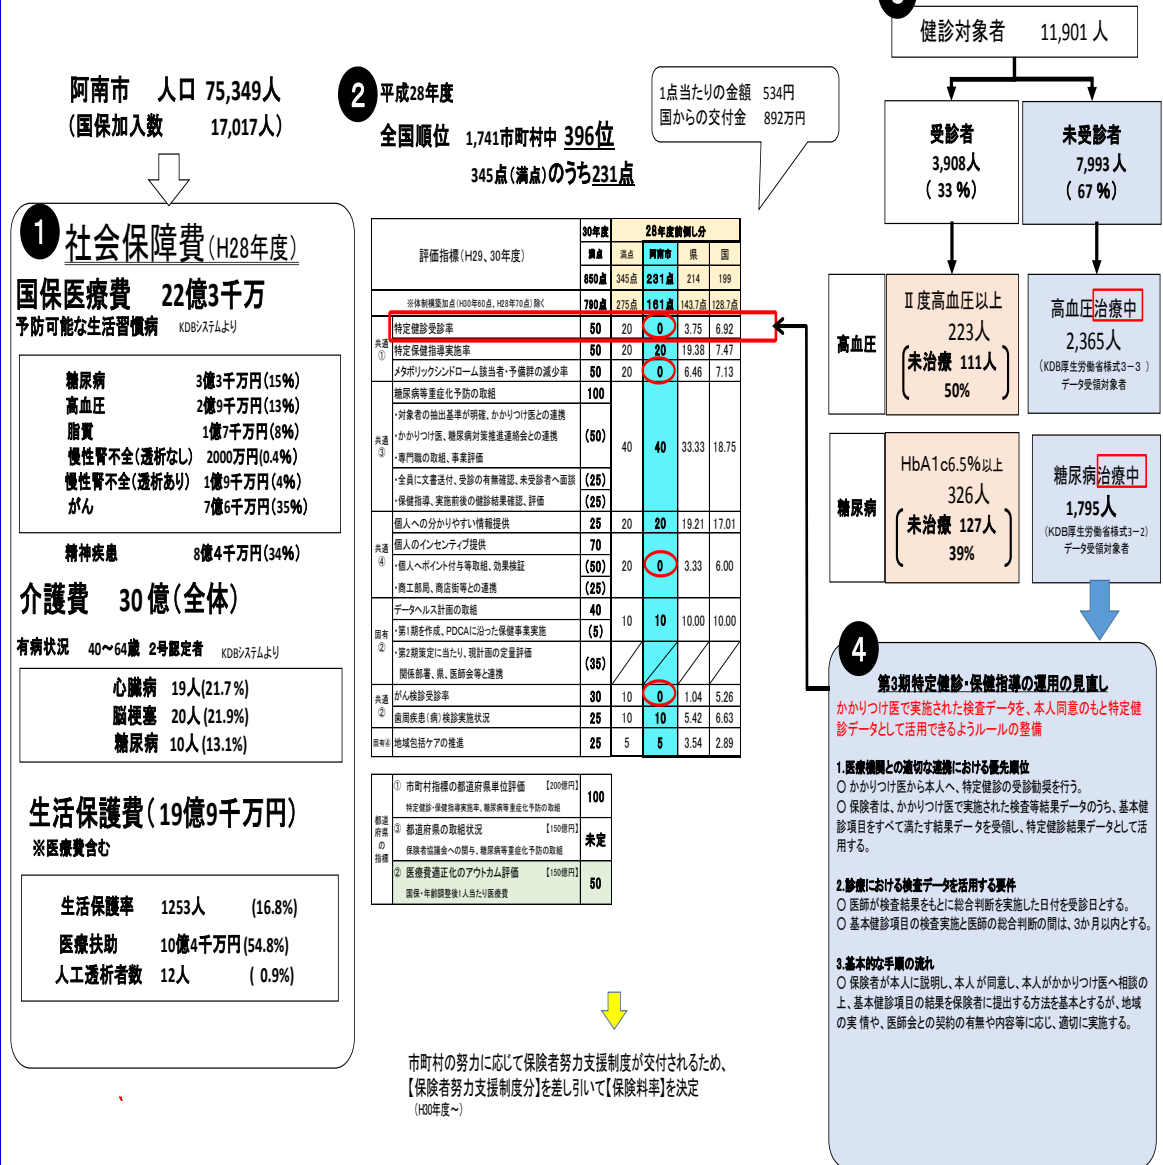 阿南市 人口 75,349人
（国保加入数 17,017人）
1 社会保障費（H28年度）
国保医療費 22億3千万
予防可能な生活習慣病 KDBシステムより
糖尿病 3億3千万円（15%）
高血圧 2億9千万円（13%）
脂質 1億7千万円（8%）
慢性腎不全（透析なし） 2000万円（0.4%）
慢性腎不全（透析あり） 1億9千万円（4%）
がん 7億6千万円（35%）
精神疾患 8億4千万円（34%）
介護費 30億（全体）
有病状況 40～64歳 2号認定者 KDBシステムより
心臓病 19人（21.7%）
脳梗塞 20人（21.9%）
糖尿病 10人（13.1%）
生活保護費（19億9千万円）
※医療費含む
生活保護率 1253人 (16.8%)
医療扶助 10億4千万円（54.8%）
人工透析者数 12人 ( 0.9%)
2 平成28年度
全国順位 1,741市町村中 396位
345点（満点）のうち231点
1点当たりの金額 534円
国からの交付金 892万円
評価指標（H29、30年度） 30年度 28年度前倒し分
満点 満点 阿南市 県 国
850点 345点 231点 214 199
※体制構築加点（H30年60点、H28年70点）除く 790点 275点 161点 143.7点 128.7点
共通① 特定健診受診率 50 20 0 3.75 6.92
特定保健指導実施率 50 20 20 19.38 7.47
メタボリックシンドローム該当者・予備群の減少率 50 20 0 6.46 7.13
共通③ 糖尿病等重症化予防の取組 100 40 40 33.33 18.75
・対象者の抽出基準が明確、かかりつけ医との連携
・かかりつけ医、糖尿病対策推進連絡会との連携 (50)
・専門職の取組、事業評価
・全員に文書送付、受診の有無確認、未受診者へ面談 (25)
・保健指導、実施前後の健診結果確認、評価 (25)
共通④ 個人への分かりやすい情報提供 25 20 20 19.21 17.01
個人のインセンティブ提供 70 20 0 3.33 6.00
・個人へポイント付与等取組、効果検証 (50)
・商工部局、商店街等との連携 (25)
固有② データヘルス計画の取組 40 10 10 10.00 10.00
・第1期を作成、PDCAに沿った保健事業実施 (5)
・第2期策定に当たり、現計画の定量評価 (35)
関係部署、県、医師会等と連携
共通② がん検診受診率 30 10 0 1.04 5.26
歯周疾患（病）検診実施状況 25 10 10 5.42 6.63
固有④ 地域包括ケアの推進 25 5 5 3.54 2.89
都道府県の指標 ① 市町村指標の都道府県単位評価 【200億円】 100
特定健診・保健指導実施率、糖尿病等重症化予防の取組
③ 都道府県の取組状況 【150億円】 未定
保険者協議会への関与、糖尿病等重症化予防の取組
② 医療費適正化のアウトカム評価 【150億円】 50
国保・年齢調整後1人当たり医療費
市町村の努力に応じて保険者努力支援制度が交付されるため、
【保険者努力支援制度分】を差し引いて【保険料率】を決定
（H30年度～）
健診対象者 11,901 人
受診者
3,908人
( 33 %)
未受診者
7,993 人
( 67 %)
高血圧
Ⅱ度高血圧以上
223人
未治療 111人
50%
高血圧治療中
2,365人
（KDB厚生労働省様式3－3 ）
データ受領対象者
糖尿病
HbA1c6.5%以上
326人
未治療 127人
39%
糖尿病治療中
1,795人
（KDB厚生労働省様式3－2）
データ受領対象者
4
第3期特定健診・保健指導の運用の見直し
かかりつけ医で実施された検査データを、本人同意のもと特定健
診データとして活用できるようルールの整備
1.医療機関との適切な連携における優先順位
○ かかりつけ医から本人へ、特定健診の受診勧奨を行う。
○ 保険者は、かかりつけ医で実施された検査等結果データのうち、基本健
診項目をすべて満たす結果データを受領し、特定健診結果データとして活
用する。
2.診療における検査データを活用する要件
○ 医師が検査結果をもとに総合判断を実施した日付を受診日とする。
○ 基本健診項目の検査実施と医師の総合判断の間は、3か月以内とする。
3.基本的な手順の流れ
○ 保険者が本人に説明し、本人が同意し、本人がかかりつけ医へ相談の
上、基本健診項目の結果を保険者に提出する方法を基本とするが、地域
の実 情や、医師会との契約の有無や内容等に応じ、適切に実施する。